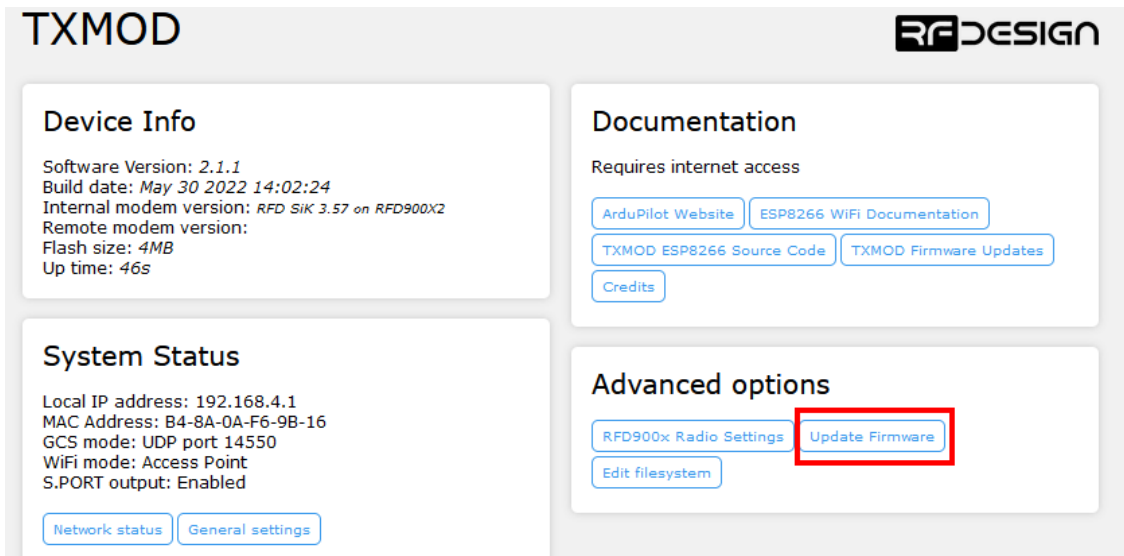 TXMOD
RFDESIGN
Device Info
Software Version: 2.1.1
Build date: May 30 2022 14:02:24
Internal modem version: RFD SiK 3.57 on RFD900X2
Remote modem version:
Flash size: 4MB
Up time: 46s
System Status
Local IP address: 192.168.4.1
MAC Address: B4-8A-0A-F6-9B-16
GCS mode: UDP port 14550
WiFi mode: Access Point
S.PORT output: Enabled
Network status General settings
Documentation
Requires internet access
ArduPilot Website ESP8266 WiFi Documentation
TXMOD ESP8266 Source Code TXMOD Firmware Updates
Credits
Advanced options
RFD900x Radio Settings Update Firmware
Edit filesystem